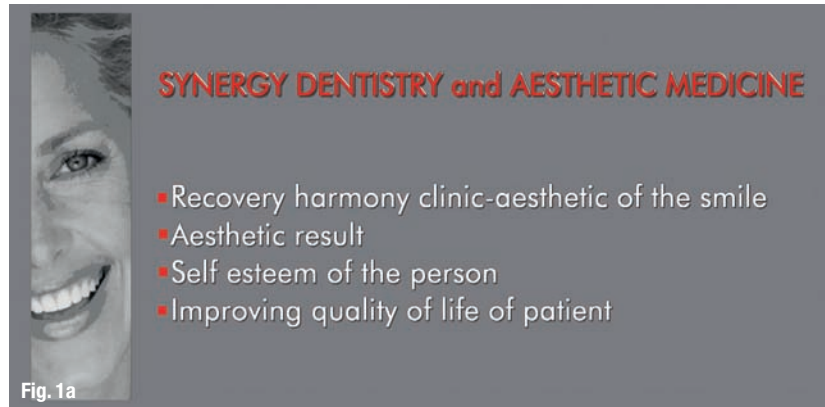 SYNERGY DENTISTRY and AESTHETIC MEDICINE
▪Recovery harmony clinic-aesthetic of the smile
▪Aesthetic result
▪Self esteem of the person
▪Improving quality of life of patient
Fig. 1a